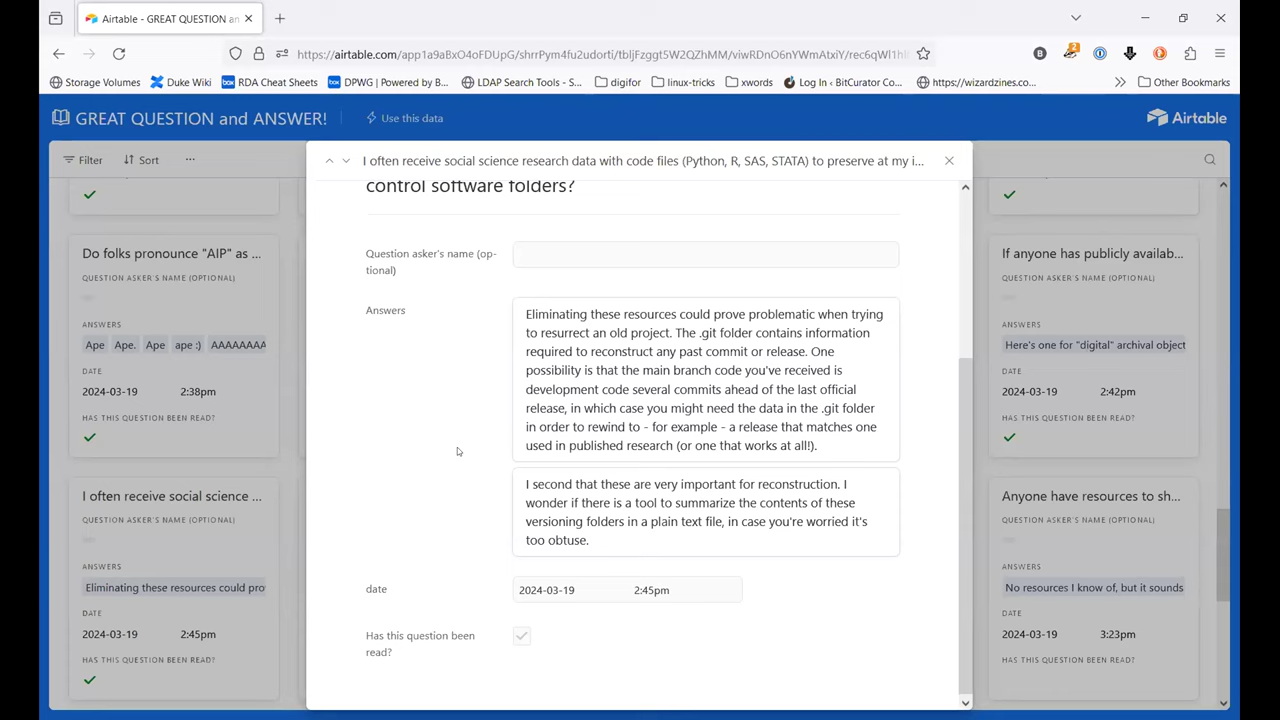 Airtable - GREAT QUESTION an
https://airtable.com/app1a9aBxO4oFDUpG/shrrPym4fu2udorti/tbljFzggt5W2QZhMM/viwRDnO6nYWmAtxiY/rec6qWl1hl
2
Storage Volumes
Duke Wiki
RDA Cheat Sheets
DPWG | Powered by B...
LDAP Search Tools - S...
digifor
linux-tricks
xwords
Log In ‹ BitCurator Co...
https://wizardzines.co...
Other Bookmarks
GREAT QUESTION and ANSWER!
Use this data
Airtable
Filter
Sort
...
I often receive social science research data with code files (Python, R, SAS, STATA) to preserve at my i...
control software folders?
Question asker's name (op-
tional)
Answers
Eliminating these resources could prove problematic when trying
to resurrect an old project. The .git folder contains information
required to reconstruct any past commit or release. One
possibility is that the main branch code you've received is
development code several commits ahead of the last official
release, in which case you might need the data in the .git folder
in order to rewind to - for example - a release that matches one
used in published research (or one that works at all!).
I second that these are very important for reconstruction. I
wonder if there is a tool to summarize the contents of these
versioning folders in a plain text file, in case you're worried it's
too obtuse.
date
2024-03-19 2:45pm
Has this question been
read?
Do folks pronounce "AIP" as ...
QUESTION ASKER'S NAME (OPTIONAL)
ANSWERS
Ape Ape. Ape ape :) AAAAAAA
DATE
2024-03-19 2:38pm
HAS THIS QUESTION BEEN READ?
I often receive social science ...
QUESTION ASKER'S NAME (OPTIONAL)
ANSWERS
Eliminating these resources could pro
DATE
2024-03-19 2:45pm
HAS THIS QUESTION BEEN READ?
If anyone has publicly availab...
QUESTION ASKER'S NAME (OPTIONAL)
ANSWERS
Here's one for "digital" archival object
DATE
2024-03-19 2:42pm
HAS THIS QUESTION BEEN READ?
Anyone have resources to sh...
QUESTION ASKER'S NAME (OPTIONAL)
ANSWERS
No resources I know of, but it sounds
DATE
2024-03-19 3:23pm
HAS THIS QUESTION BEEN READ?